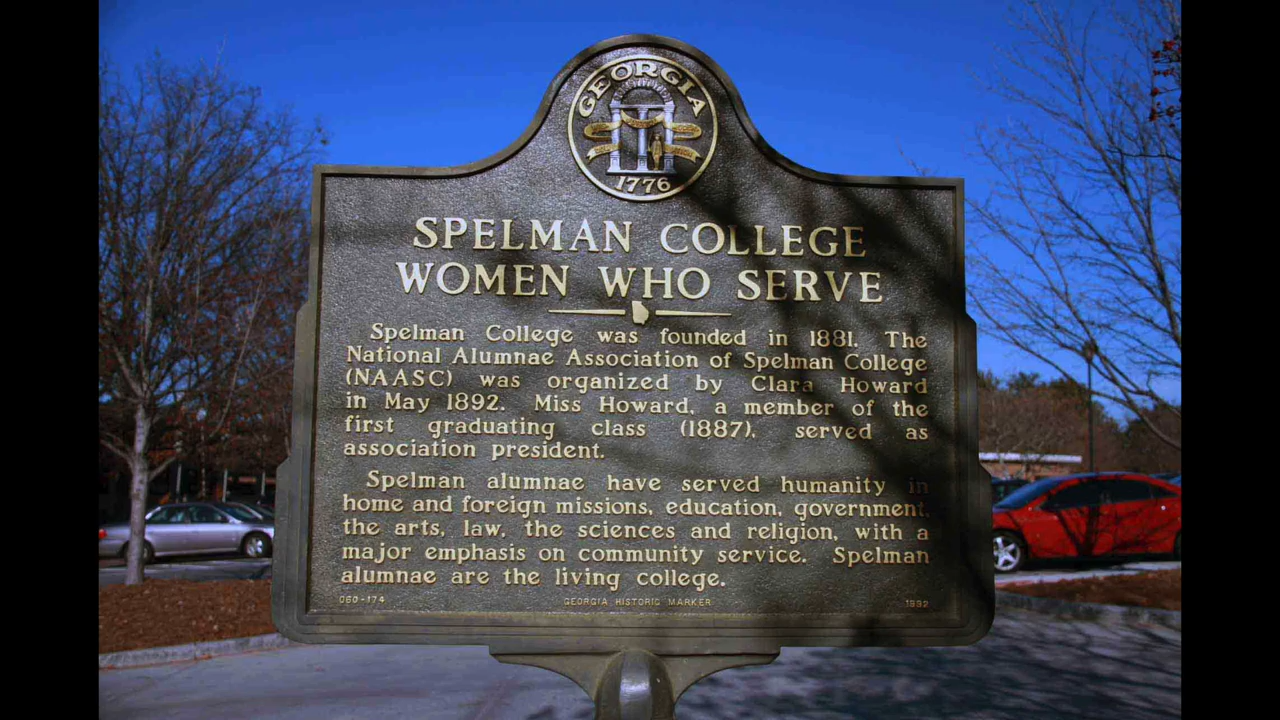 GEORGIA
1776
SPELMAN COLLEGE
WOMEN WHO SERVE
Spelman College was founded in 1881. The
National Alumnae Association of Spelman College
(NAASC) was organized by Clara Howard
in May 1892. Miss Howard, a member of the
first graduating class (1887), served as
association president.
Spelman alumnae have served humanity in
home and foreign missions, education, government,
the arts, law, the sciences and religion, with a
major emphasis on community service. Spelman
alumnae are the living college.
060-174 GEORGIA HISTORIC MARKER 1992